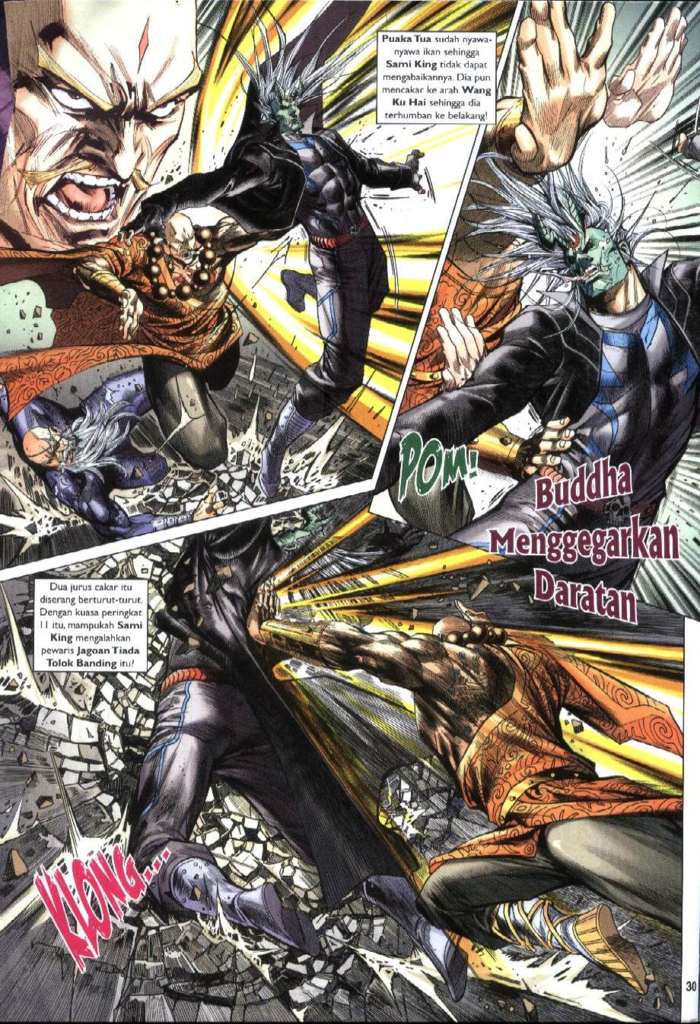 Puaka Tua sudah nyawa-
nyawa ikan sehingga
Sami King tidak dapat
mengabaikannya. Dia pun
mencakar ke arah Wang
Ku Hai sehingga dia
terhumban ke belakang!
POM!
Buddha
Menggegarkan
Daratan
Dua jurus cakar itu
diserang berturut-turut.
Dengan kuasa peringkat
11 itu, mampukah Sami
King mengalahkan
pewaris Jagoan Tiada
Tolok Banding itu?
KLONG...
30